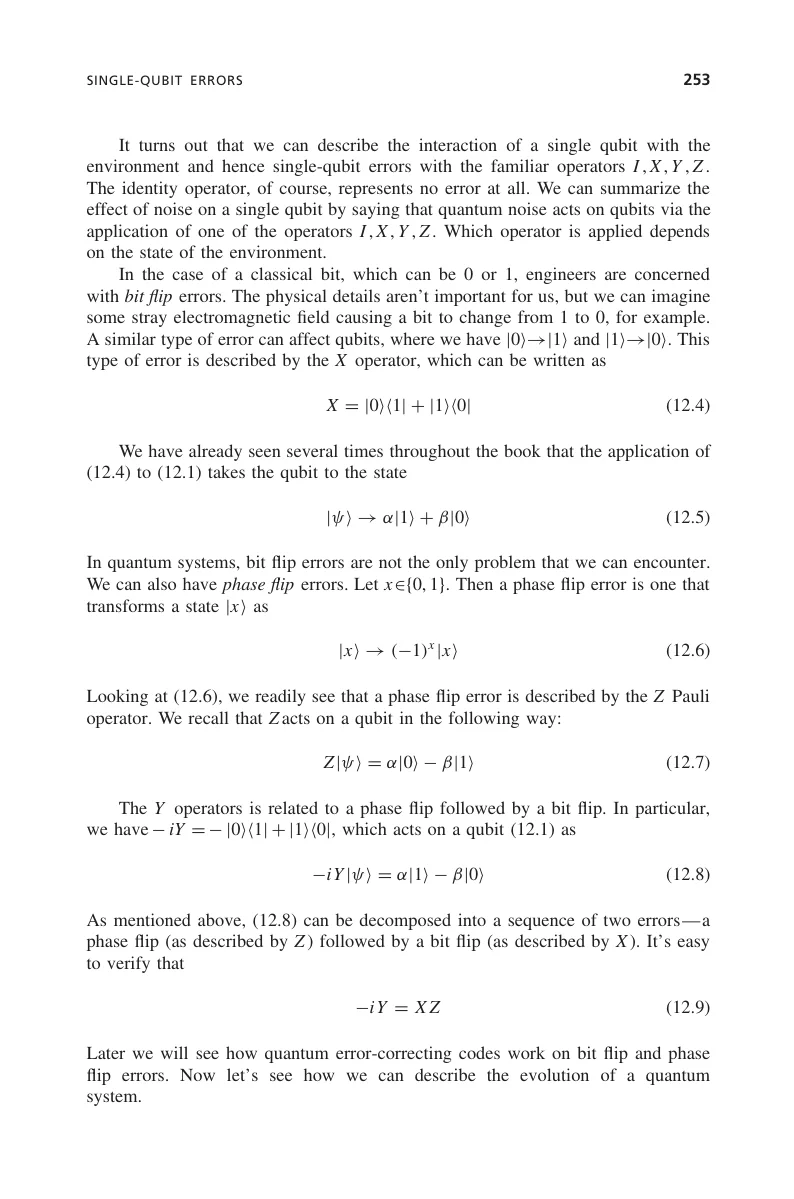 SINGLE-QUBIT ERRORS 253
It turns out that we can describe the interaction of a single qubit with the
environment and hence single-qubit errors with the familiar operators I, X, Y, Z.
The identity operator, of course, represents no error at all. We can summarize the
effect of noise on a single qubit by saying that quantum noise acts on qubits via the
application of one of the operators I, X, Y, Z. Which operator is applied depends
on the state of the environment.
In the case of a classical bit, which can be 0 or 1, engineers are concerned
with bit flip errors. The physical details aren’t important for us, but we can imagine
some stray electromagnetic field causing a bit to change from 1 to 0, for example.
A similar type of error can affect qubits, where we have |0⟩→|1⟩ and |1⟩→|0⟩. This
type of error is described by the X operator, which can be written as
X = |0⟩⟨1| + |1⟩⟨0| (12.4)
We have already seen several times throughout the book that the application of
(12.4) to (12.1) takes the qubit to the state
|ψ⟩ → α|1⟩ + β|0⟩ (12.5)
In quantum systems, bit flip errors are not the only problem that we can encounter.
We can also have phase flip errors. Let x∈{0, 1}. Then a phase flip error is one that
transforms a state |x⟩ as
|x⟩ → (−1)ˣ|x⟩ (12.6)
Looking at (12.6), we readily see that a phase flip error is described by the Z Pauli
operator. We recall that Zacts on a qubit in the following way:
Z|ψ⟩ = α|0⟩ − β|1⟩ (12.7)
The Y operators is related to a phase flip followed by a bit flip. In particular,
we have − iY = − |0⟩⟨1| + |1⟩⟨0|, which acts on a qubit (12.1) as
−iY|ψ⟩ = α|1⟩ − β|0⟩ (12.8)
As mentioned above, (12.8) can be decomposed into a sequence of two errors—a
phase flip (as described by Z) followed by a bit flip (as described by X). It’s easy
to verify that
−iY = XZ (12.9)
Later we will see how quantum error-correcting codes work on bit flip and phase
flip errors. Now let’s see how we can describe the evolution of a quantum
system.